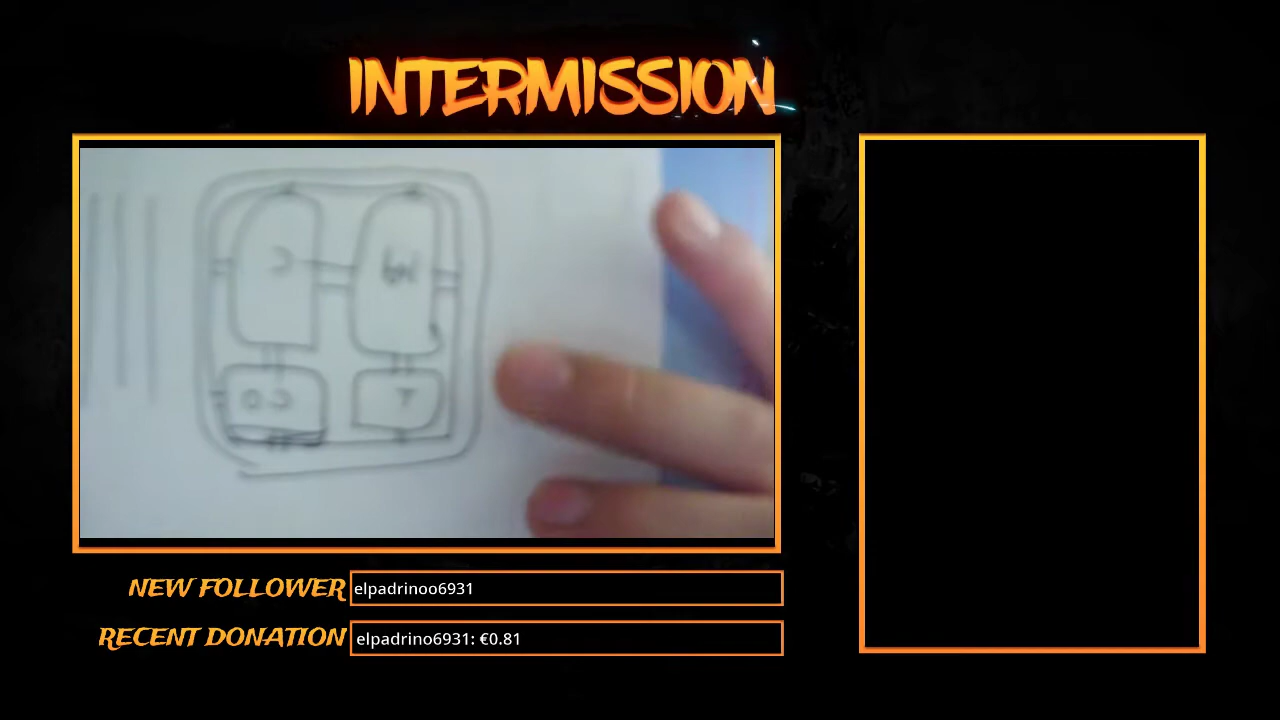 INTERMISSION
NEW FOLLOWER elpadrinoo6931
RECENT DONATION elpadrino6931: €0.81